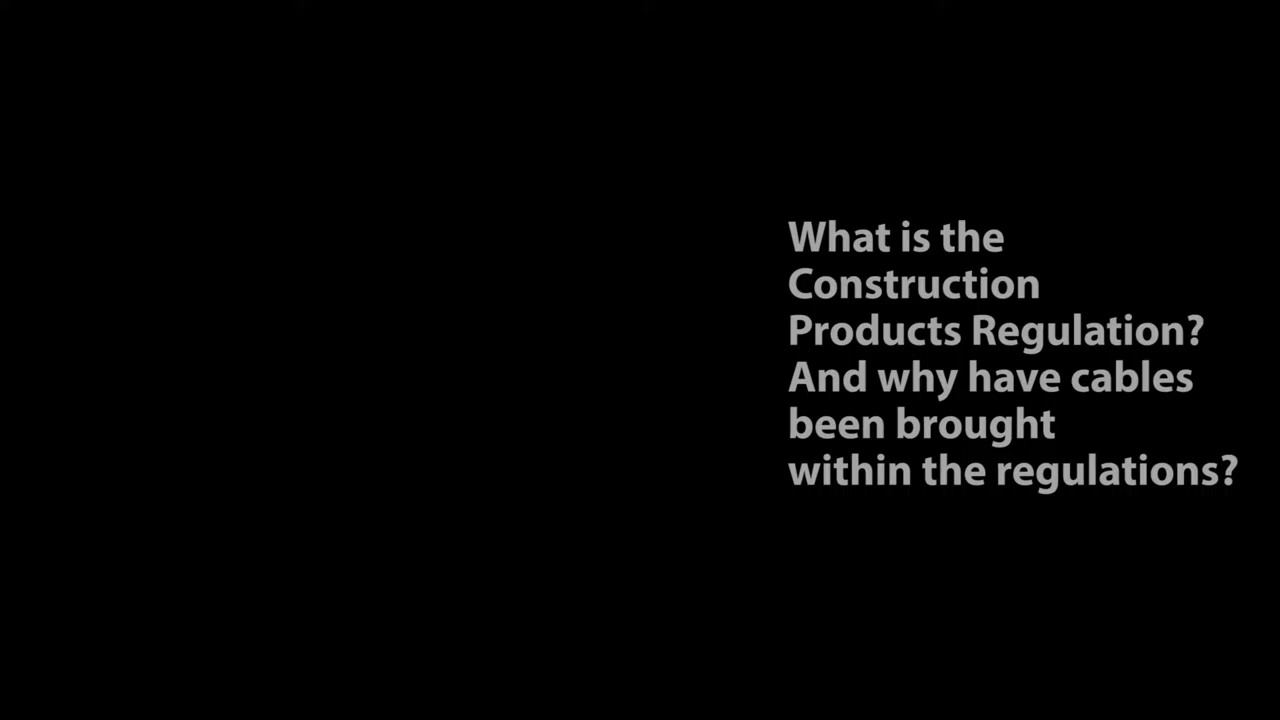 What is the
Construction
Products Regulation?
And why have cables
been brought
within the regulations?